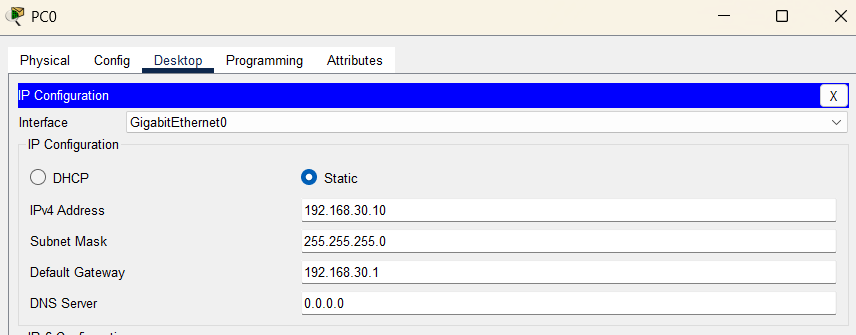 PC0
Physical Config Desktop Programming Attributes
IP Configuration X
Interface GigabitEthernet0
IP Configuration
DHCP Static
IPv4 Address 192.168.30.10
Subnet Mask 255.255.255.0
Default Gateway 192.168.30.1
DNS Server 0.0.0.0